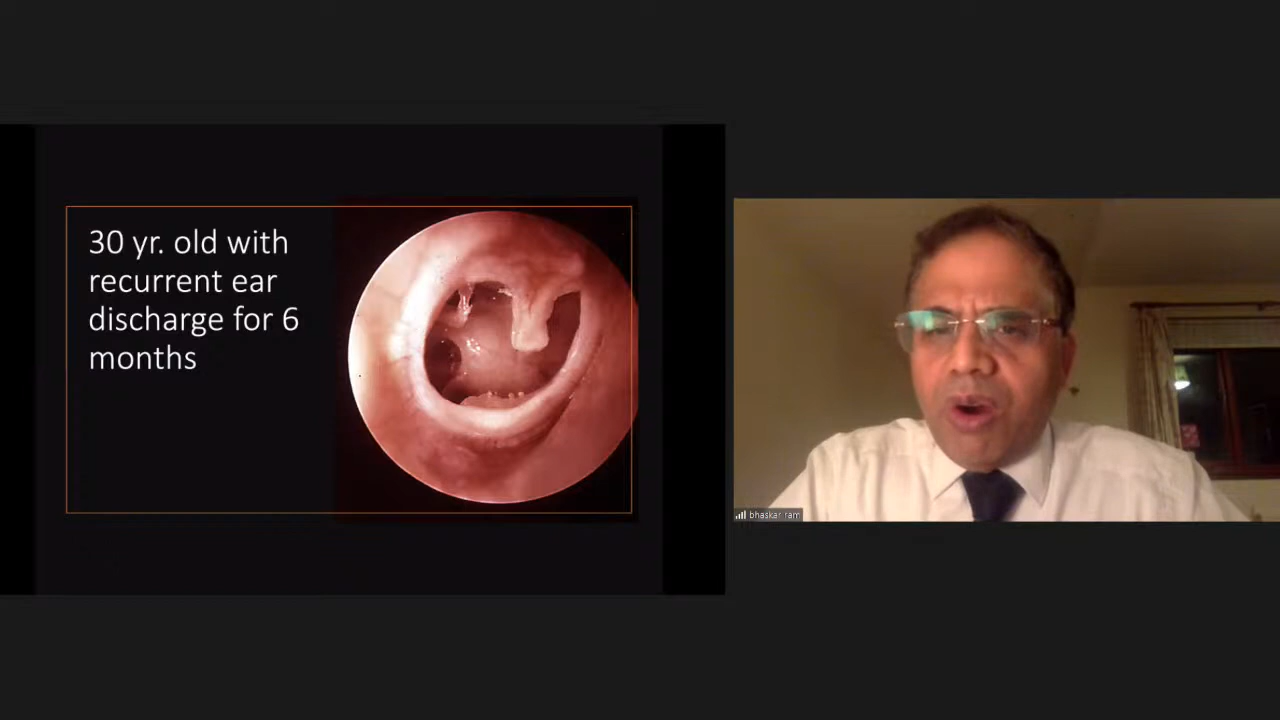 30 yr. old with
recurrent ear
discharge for 6
months
bhaskar ram